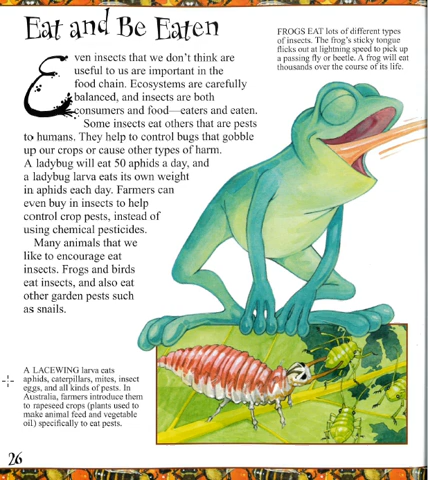 Eat and Be Eaten
Even insects that we don't think are
useful to us are important in the
food chain. Ecosystems are carefully
balanced, and insects are both
consumers and food—eaters and eaten.
Some insects eat others that are pests
to humans. They help to control bugs that gobble
up our crops or cause other types of harm.
A ladybug will eat 50 aphids a day, and
a ladybug larva eats its own weight
in aphids each day. Farmers can
even buy in insects to help
control crop pests, instead of
using chemical pesticides.
Many animals that we
like to encourage eat
insects. Frogs and birds
eat insects, and also eat
other garden pests such
as snails.
FROGS EAT lots of different types
of insects. The frog's sticky tongue
flicks out at lightning speed to pick up
a passing fly or beetle. A frog will eat
thousands over the course of its life.
A LACEWING larva eats
aphids, caterpillars, mites, insect
eggs, and all kinds of pests. In
Australia, farmers introduce them
to rapeseed crops (plants used to
make animal feed and vegetable
oil) specifically to eat pests.
26